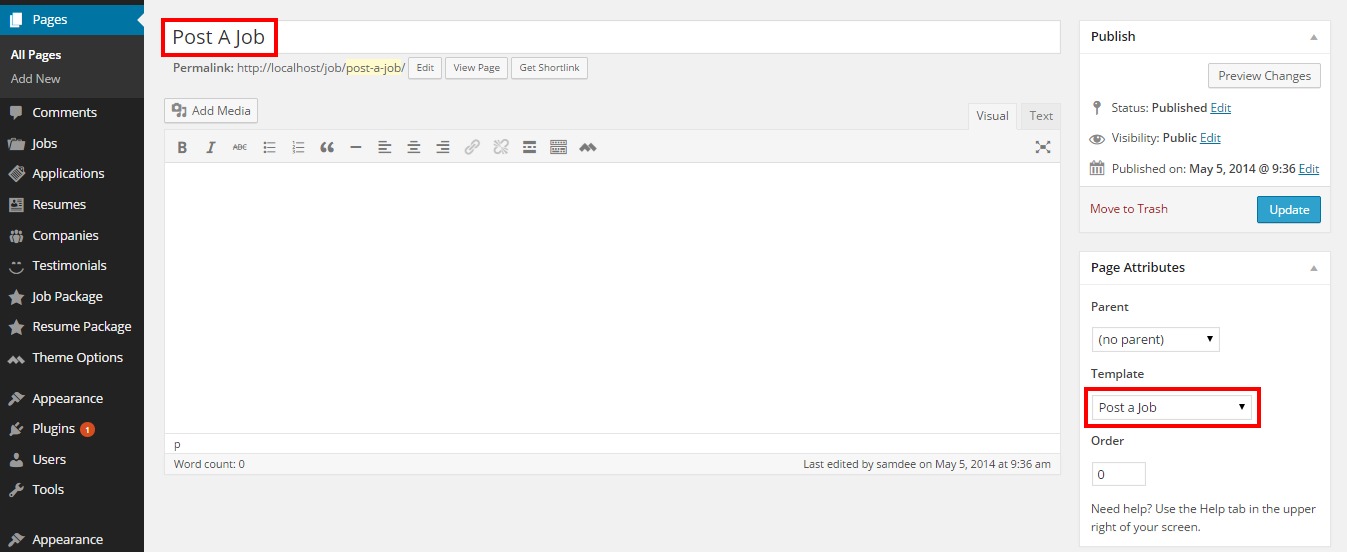 Pages
All Pages
Add New
Comments
Jobs
Applications
Resumes
Companies
Testimonials
Job Package
Resume Package
Theme Options
Appearance
Plugins 1
Users
Tools
Appearance
Post A Job
Permalink: http://localhost/job/post-a-job/ Edit View Page Get Shortlink
Add Media
Visual Text
B I ABC
p
Word count: 0 Last edited by samdee on May 5, 2014 at 9:36 am
Publish
Preview Changes
Status: Published Edit
Visibility: Public Edit
Published on: May 5, 2014 @ 9:36 Edit
Move to Trash Update
Page Attributes
Parent
(no parent)
Template
Post a Job
Order
0
Need help? Use the Help tab in the upper
right of your screen.